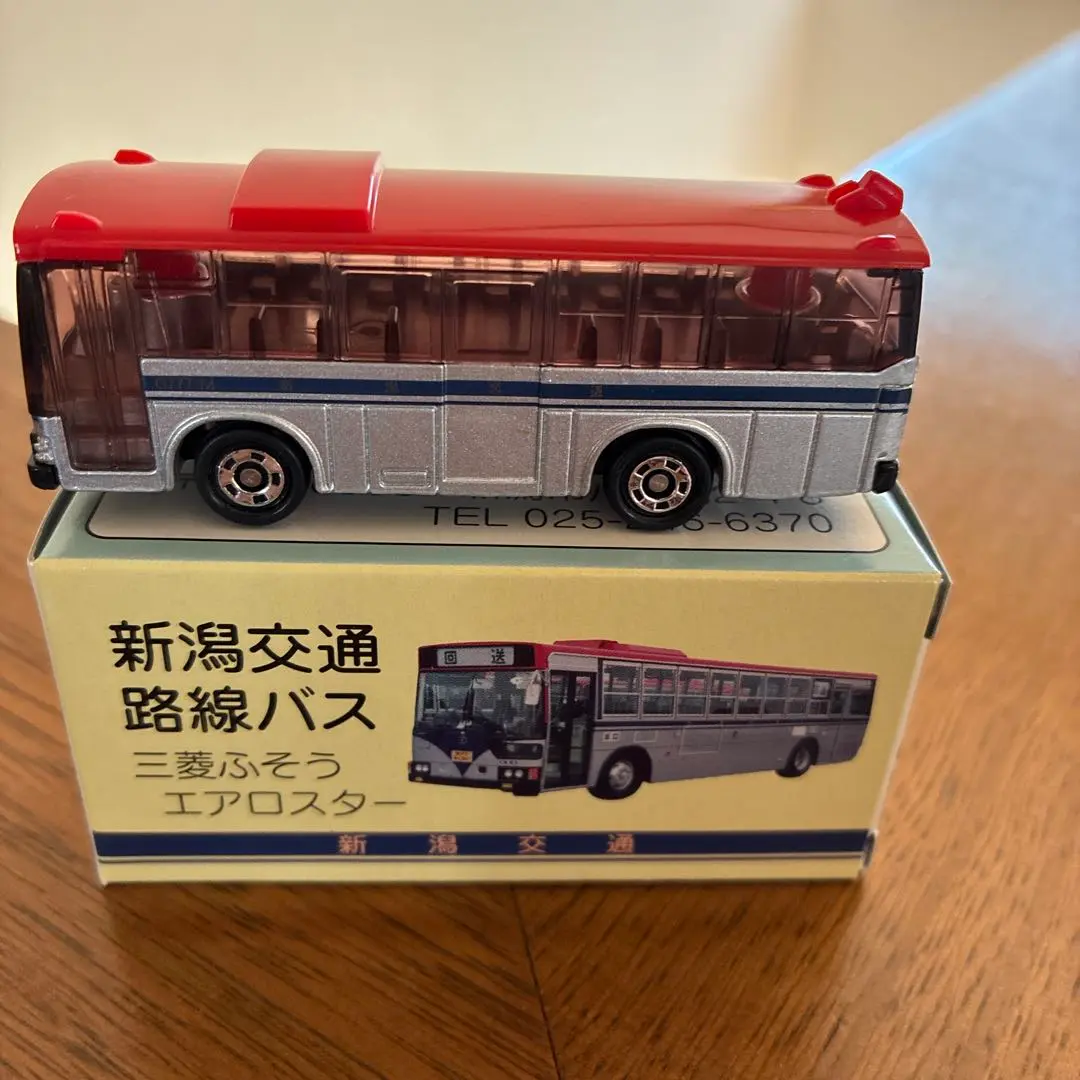 TEL 025-2 6-6370
新潟交通
路線バス
回送
三菱ふそう
エアロスター
新潟交通